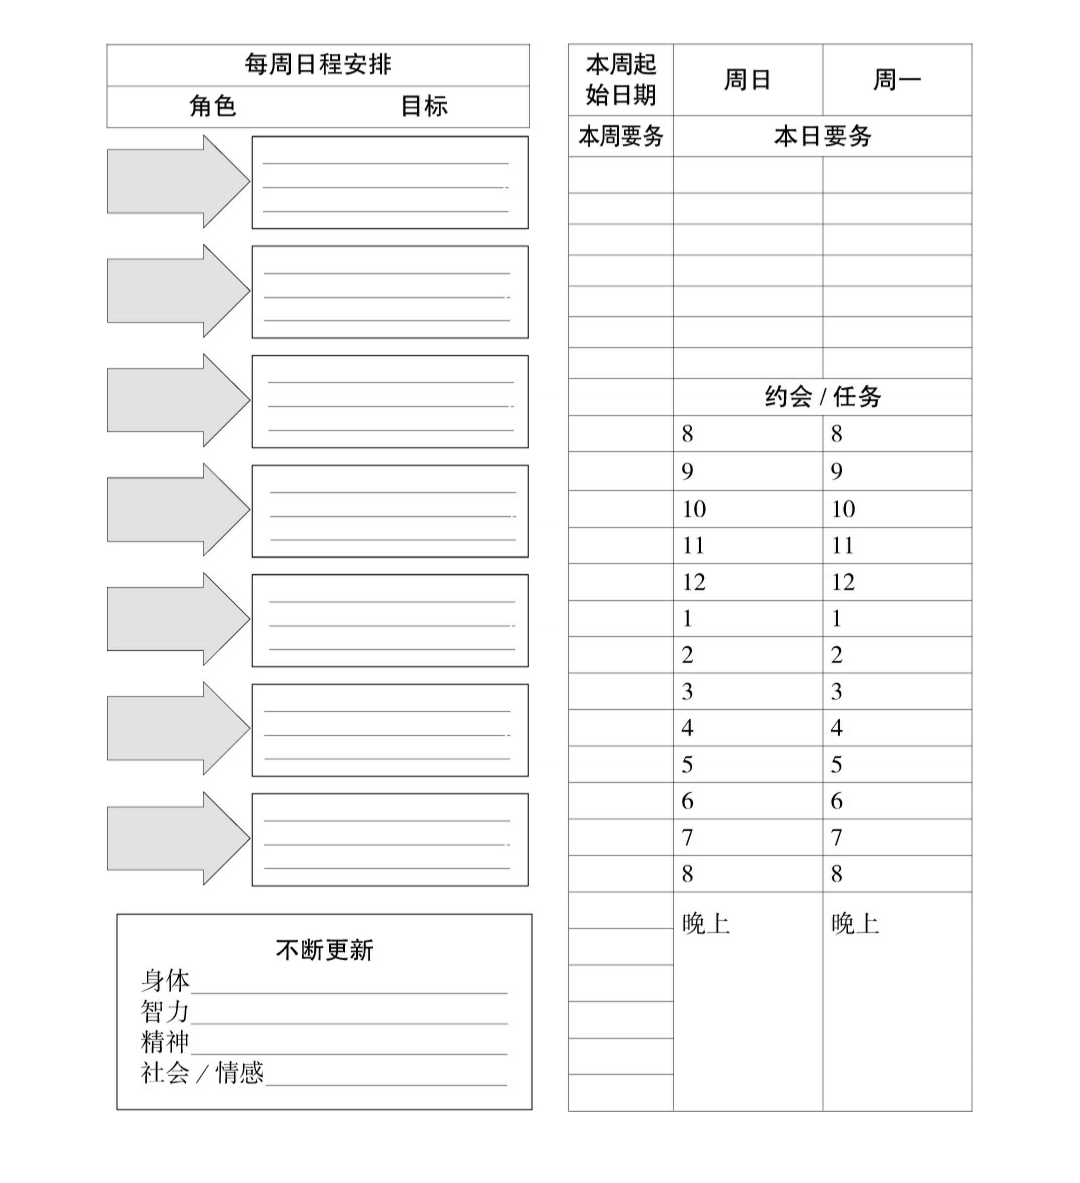 每周日程安排
角色 目标
不断更新
身体
智力
精神
社会 / 情感
本周起
始日期
周日 周一
本周要务 本日要务
约会 / 任务
8 8
9 9
10 10
11 11
12 12
1 1
2 2
3 3
4 4
5 5
6 6
7 7
8 8
晚上 晚上